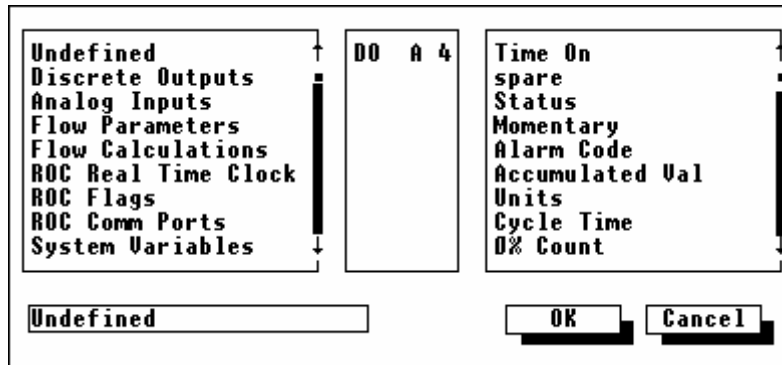 Undefined
Discrete Outputs
Analog Inputs
Flow Parameters
Flow Calculations
ROC Real Time Clock
ROC Flags
ROC Comm Ports
System Variables
DO A 4
Time On
spare
Status
Momentary
Alarm Code
Accumulated Val
Units
Cycle Time
0% Count
Undefined
OK
Cancel